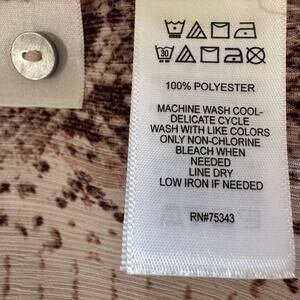 30
100% POLYESTER
MACHINE WASH COOL-
DELICATE CYCLE
WASH WITH LIKE COLORS
ONLY NON-CHLORINE
BLEACH WHEN
NEEDED
LINE DRY
LOW IRON IF NEEDED
RN#75343